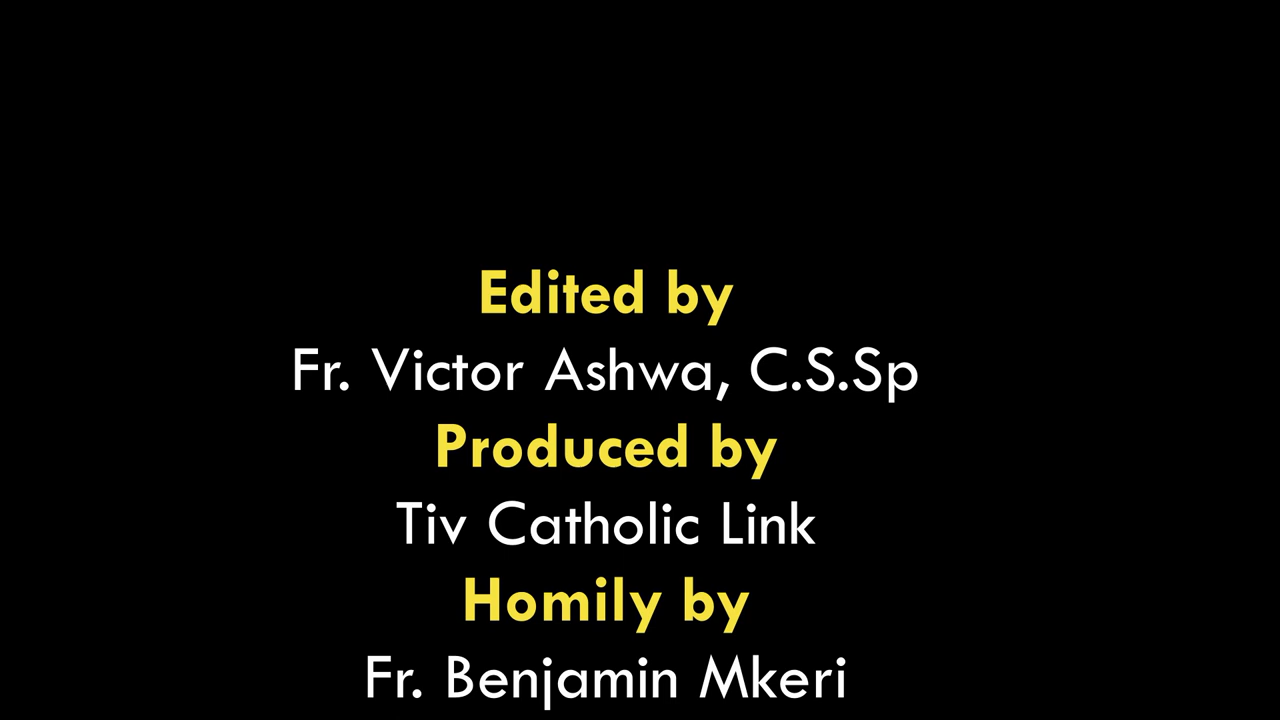 Edited by
Fr. Victor Ashwa, C.S.Sp
Produced by
Tiv Catholic Link
Homily by
Fr. Benjamin Mkeri